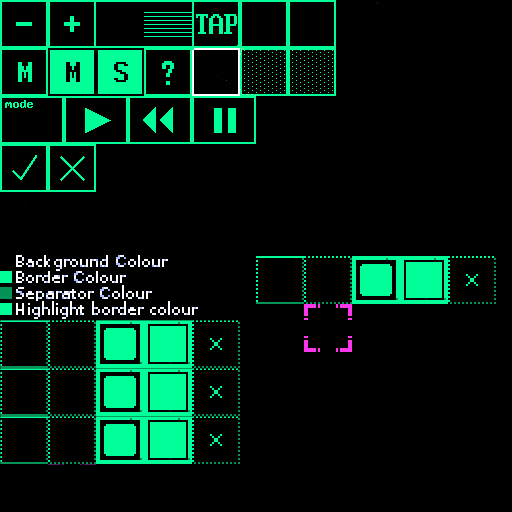 − + TAP
M M S ?
mode
Background Colour
Border Colour
Separator Colour
Highlight border colour